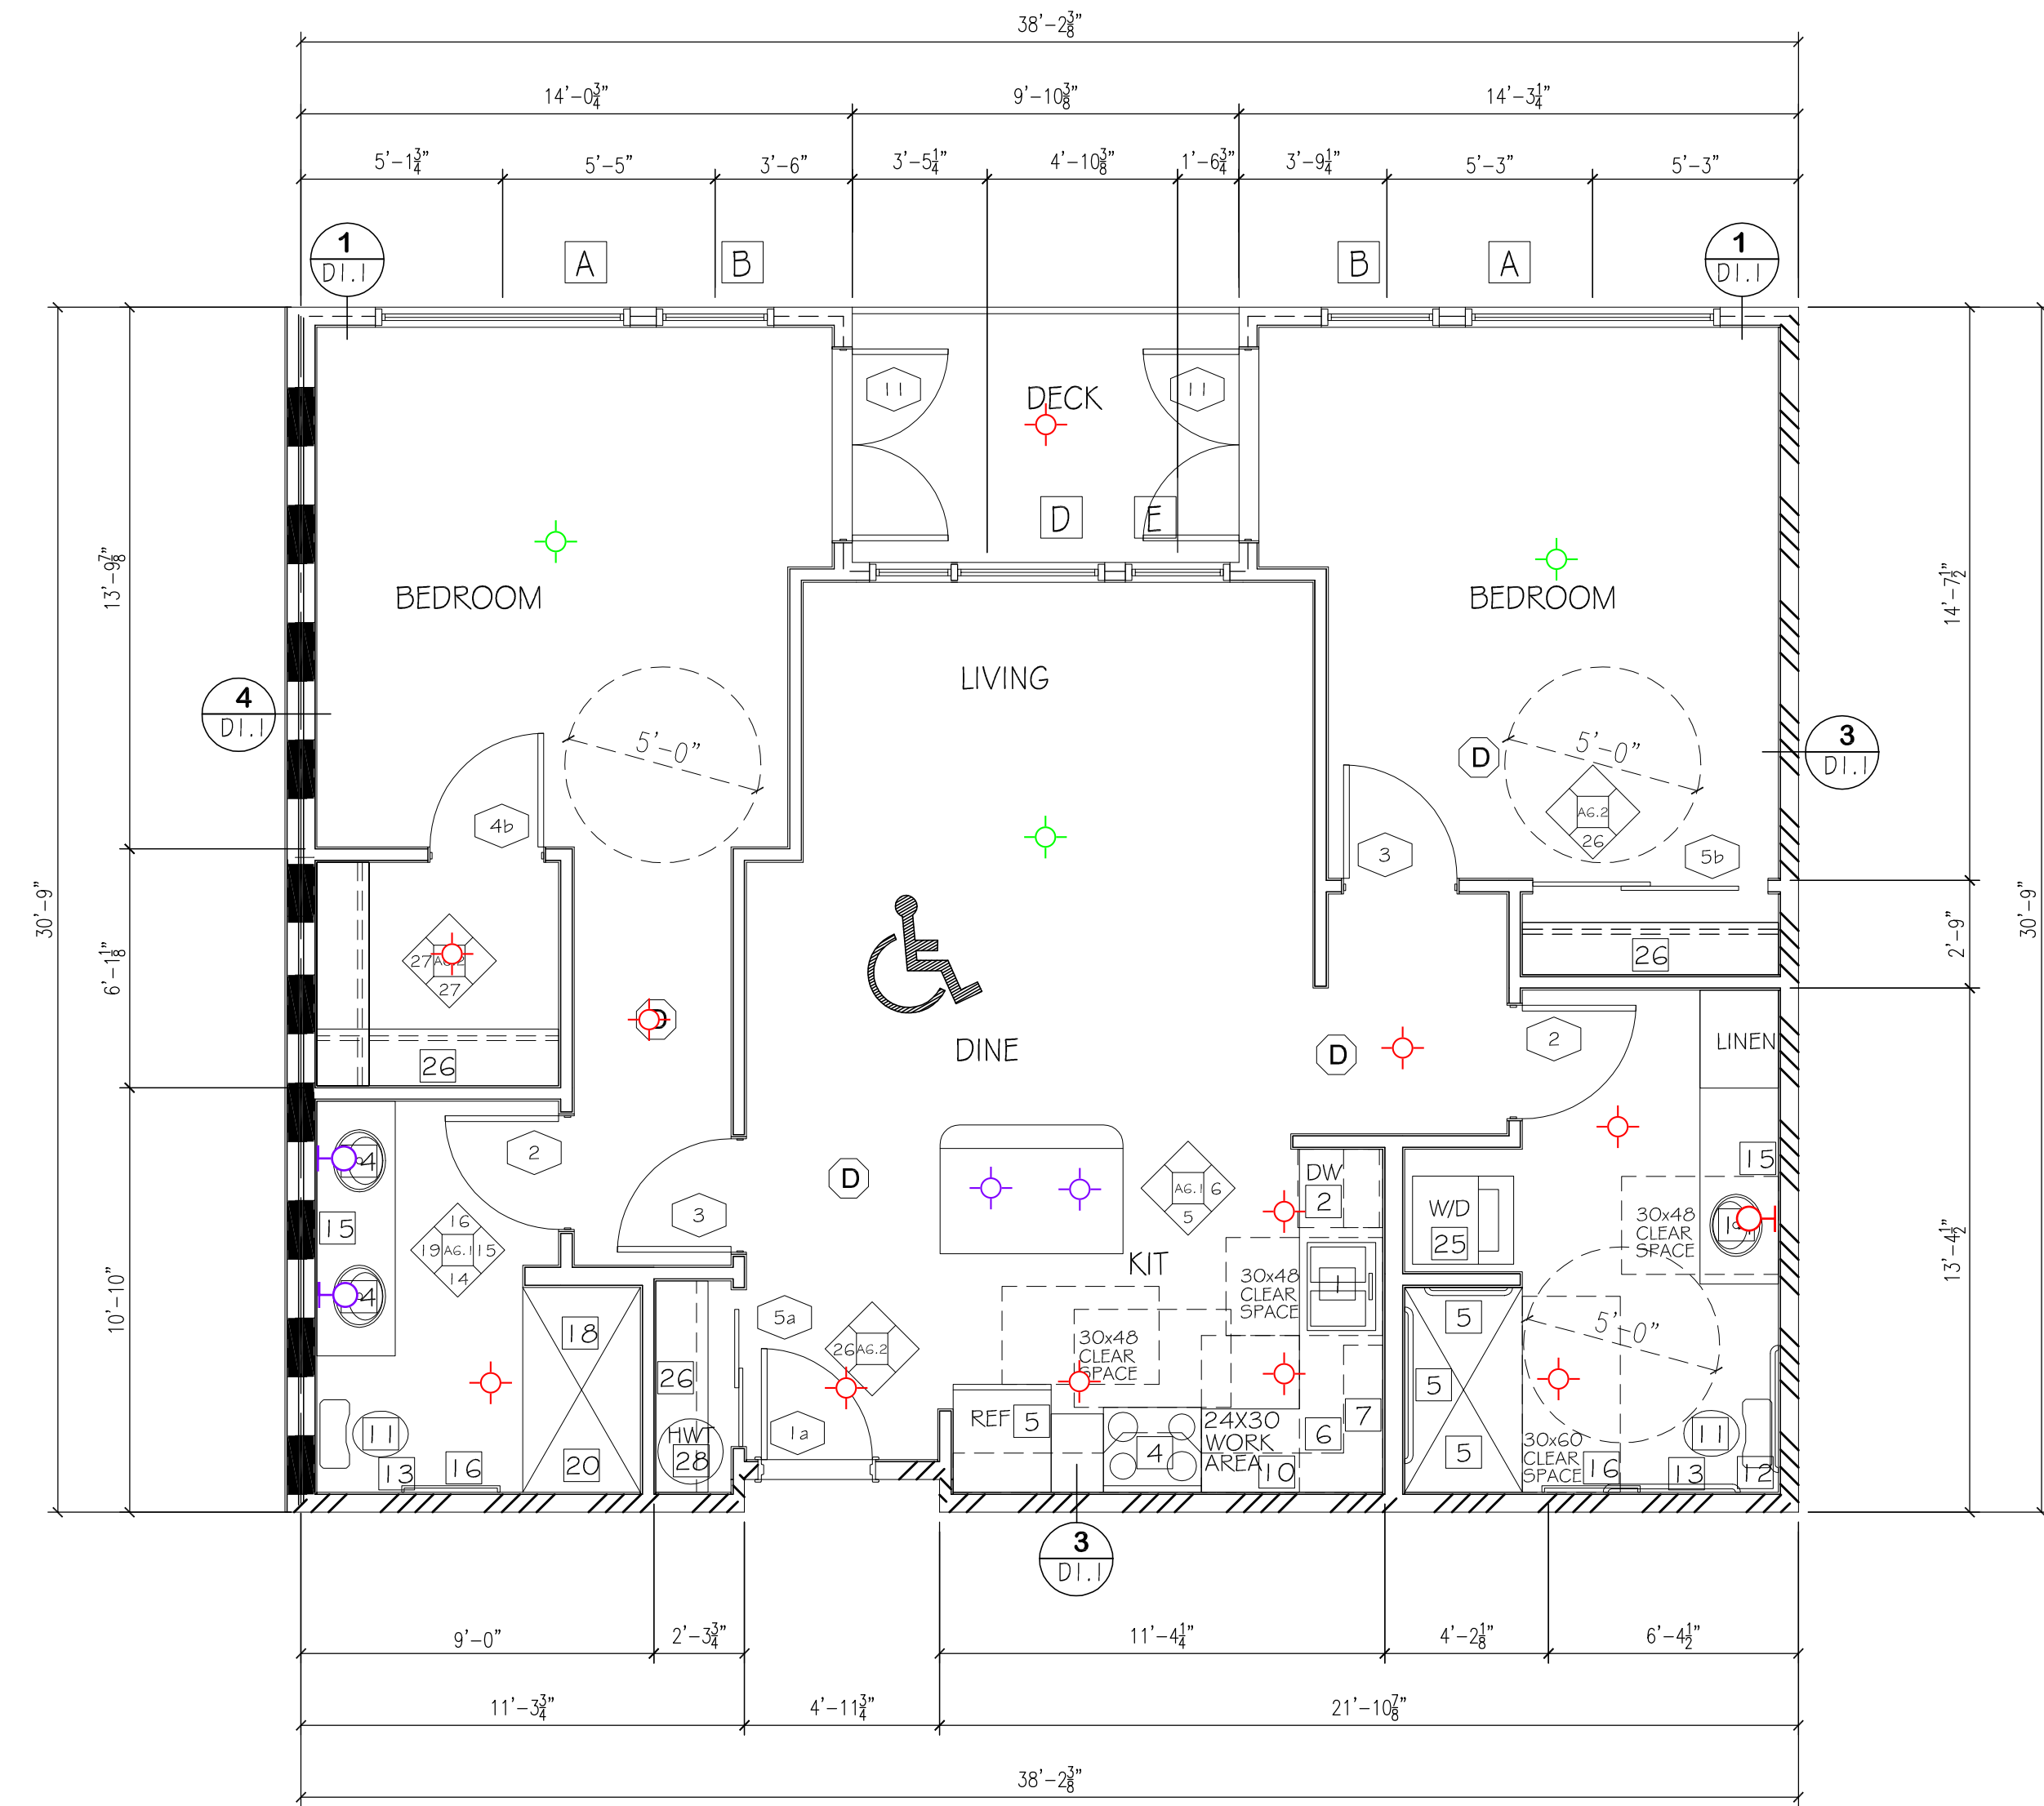 38'-2 3/8"
14'-0 3/4" 9'-10 3/8" 14'-3 1/4"
5'-1 3/4" 5'-5" 3'-6" 3'-5 1/4" 4'-10 3/8" 1'-6 3/4" 3'-9 1/4" 5'-3" 5'-3"
1 D1.1
A B B A
1 D1.1
11 DECK 11
D E
13'-9 7/8"
14'-7 1/2"
BEDROOM BEDROOM
LIVING
4 D1.1
5'-0"
D 5'-0"
3 D1.1
A6.2 26
4b 3 5b
30'-9"
6'-1 1/8"
2'-9"
30'-9"
27 A6.2 27
26
26
D
DINE D 2 LINEN
4
2
D
DW
2
A6.1 6 5
15
15
16 19 A6.1 15 14
3
W/D
25
30x48
CLEAR
SPACE
14
KIT
4
30x48
CLEAR
SPACE
1
10'-10"
13'-4 1/2"
5a
18
26 A6.2
30x48
CLEAR
SPACE
5
5'-0"
26
5
REF 5
24X30
WORK
AREA
6 7
11 1a
HWT
28
4
5
11
13 16 20
10
30x60
CLEAR
SPACE
16 13 12
3 D1.1
9'-0" 2'-3 3/4" 11'-4 1/4" 4'-2 1/8" 6'-4 1/2"
11'-3 3/4" 4'-11 3/4" 21'-10 7/8"
38'-2 3/8"